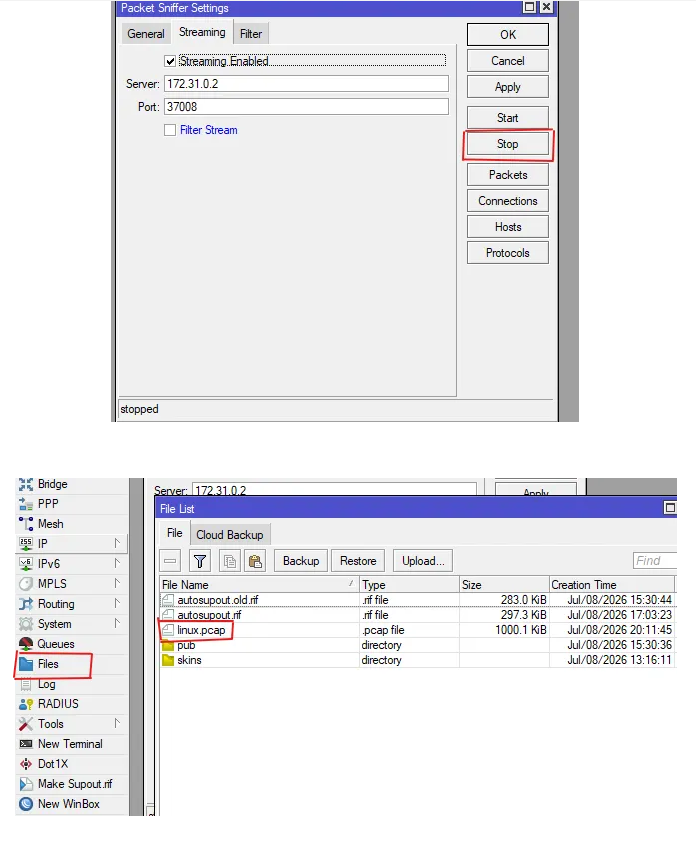 Packet Sniffer Settings
General Streaming Filter
OK
Streaming Enabled
Cancel
Server: 172.31.0.2
Apply
Port: 37008
Start
Filter Stream
Stop
Packets
Connections
Hosts
Protocols
stopped
Bridge
PPP
Mesh
IP
IPv6
MPLS
Routing
System
Queues
Files
Log
RADIUS
Tools
New Terminal
Dot1X
Make Supout.rif
New WinBox
Server: 172.31.0.2
Apply
File List
File Cloud Backup
Backup Restore Upload... Find
File Name Type Size Creation Time
autosupout.old.rif .rif file 283.0 KiB Jul/08/2026 15:30:44
autosupout.rif .rif file 297.3 KiB Jul/08/2026 17:03:23
linux.pcap .pcap file 1000.1 KiB Jul/08/2026 20:11:45
pub directory Jul/08/2026 15:30:36
skins directory Jul/08/2026 13:16:11